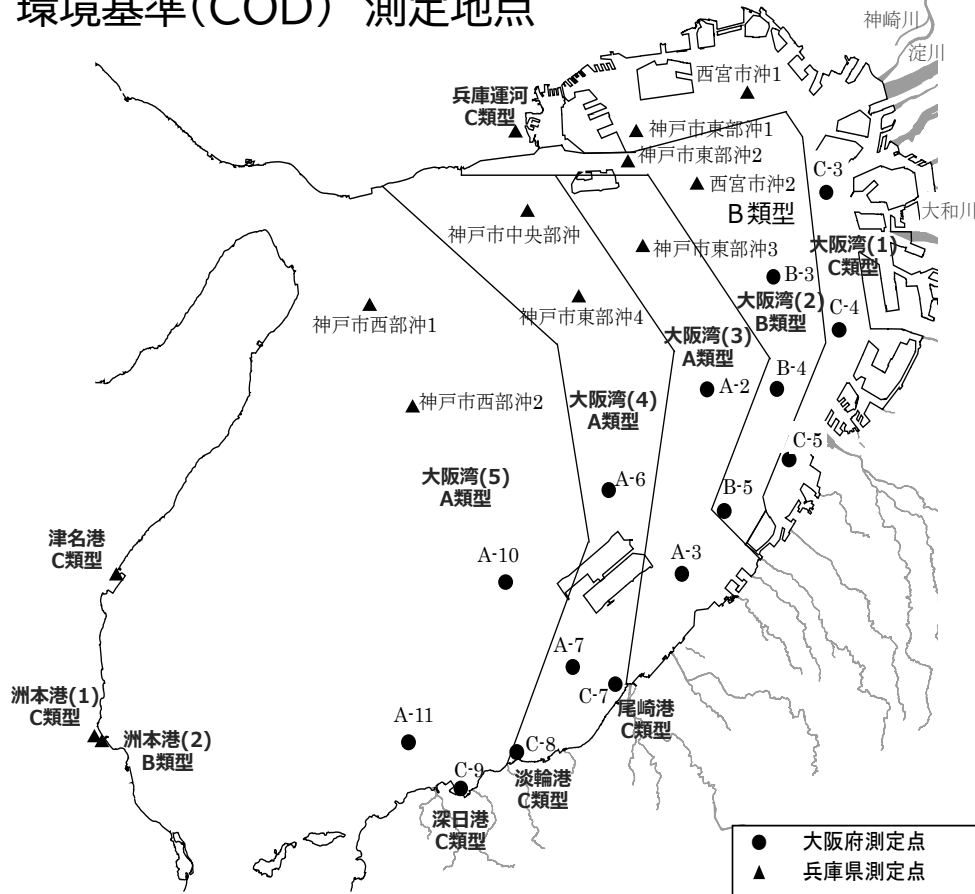 環境基準(COD) 測定地点
神崎川
淀川
西宮市沖1
兵庫運河
C類型
神戸市東部沖1
神戸市東部沖2
C-3
西宮市沖2
B類型
大和川
神戸市中央部沖
神戸市東部沖3
大阪湾(1)
C類型
B-3
大阪湾(2)
B類型
C-4
神戸市西部沖1
神戸市東部沖4
大阪湾(3)
A類型
B-4
A-2
神戸市西部沖2
大阪湾(4)
A類型
C-5
大阪湾(5)
A類型
A-6
B-5
津名港
C類型
A-10
A-3
A-7
C-7
洲本港(1)
C類型
尾崎港
C類型
A-11
洲本港(2)
B類型
C-8
C-9
淡輪港
C類型
深日港
C類型
大阪府測定点
兵庫県測定点